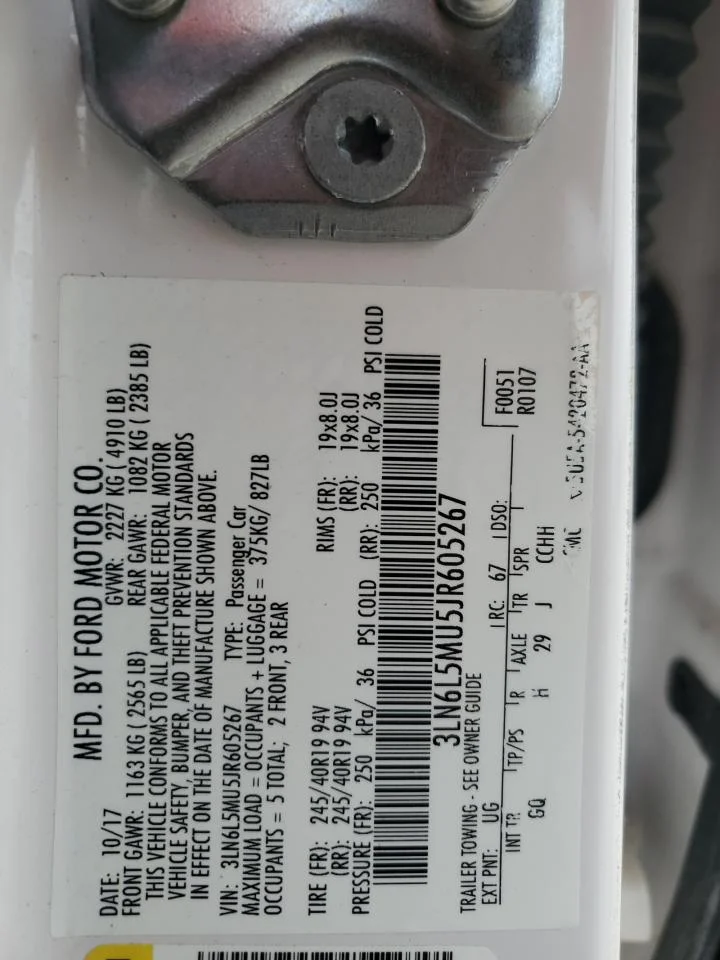 MFD. BY FORD MOTOR CO.
DATE: 10/17 GVWR: 2227 KG ( 4910 LB)
FRONT GAWR: 1163 KG ( 2565 LB) REAR GAWR: 1082 KG ( 2385 LB)
THIS VEHICLE CONFORMS TO ALL APPLICABLE FEDERAL MOTOR
VEHICLE SAFETY, BUMPER, AND THEFT PREVENTION STANDARDS
IN EFFECT ON THE DATE OF MANUFACTURE SHOWN ABOVE.
VIN: 3LN6L5MU5JR605267 TYPE: Passenger Car
MAXIMUM LOAD = OCCUPANTS + LUGGAGE = 375KG/ 827LB
OCCUPANTS = 5 TOTAL; 2 FRONT, 3 REAR
TIRE (FR): 245/40R19 94V RIMS (FR): 19x8.0J
(RR): 245/40R19 94V (RR): 19x8.0J
PRESSURE (FR): 250 kPa/ 36 PSI COLD (RR): 250 kPa/ 36 PSI COLD
3LN6L5MU5JR605267
TRAILER TOWING - SEE OWNER GUIDE
EXT PNT: UG RC: 67 DSO: F0051
R0107
INT TR TP/PS R AXLE TR SPR
GQ H 29 J CCHH